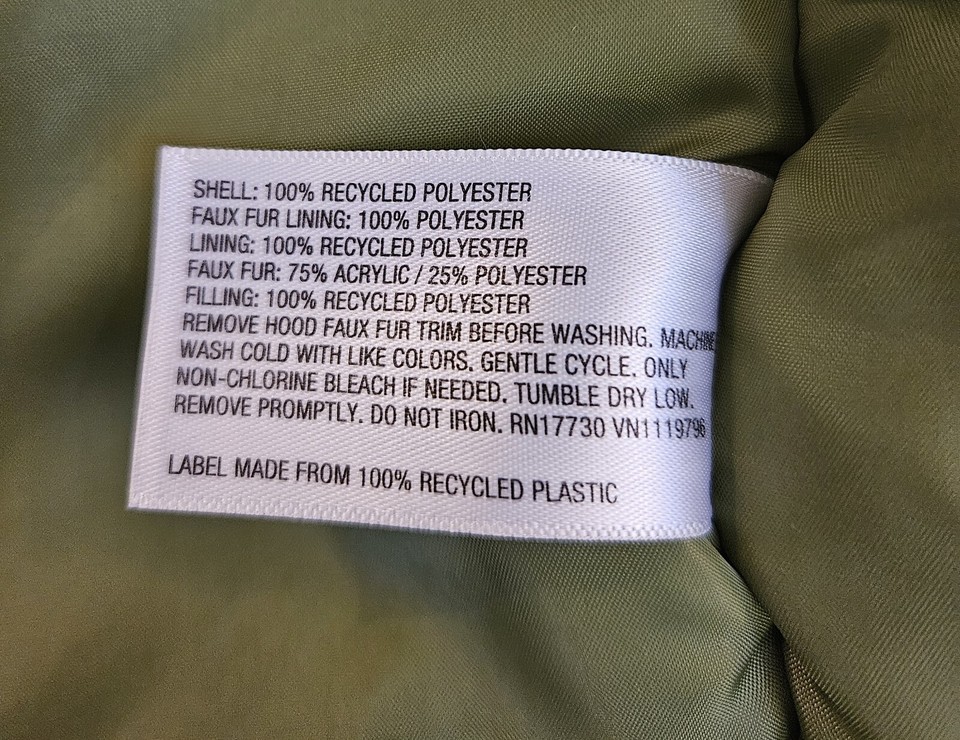 SHELL: 100% RECYCLED POLYESTER
FAUX FUR LINING: 100% POLYESTER
LINING: 100% RECYCLED POLYESTER
FAUX FUR: 75% ACRYLIC / 25% POLYESTER
FILLING: 100% RECYCLED POLYESTER
REMOVE HOOD FAUX FUR TRIM BEFORE WASHING. MACHINE
WASH COLD WITH LIKE COLORS. GENTLE CYCLE. ONLY
NON-CHLORINE BLEACH IF NEEDED. TUMBLE DRY LOW.
REMOVE PROMPTLY. DO NOT IRON. RN17730 VN1119796
LABEL MADE FROM 100% RECYCLED PLASTIC